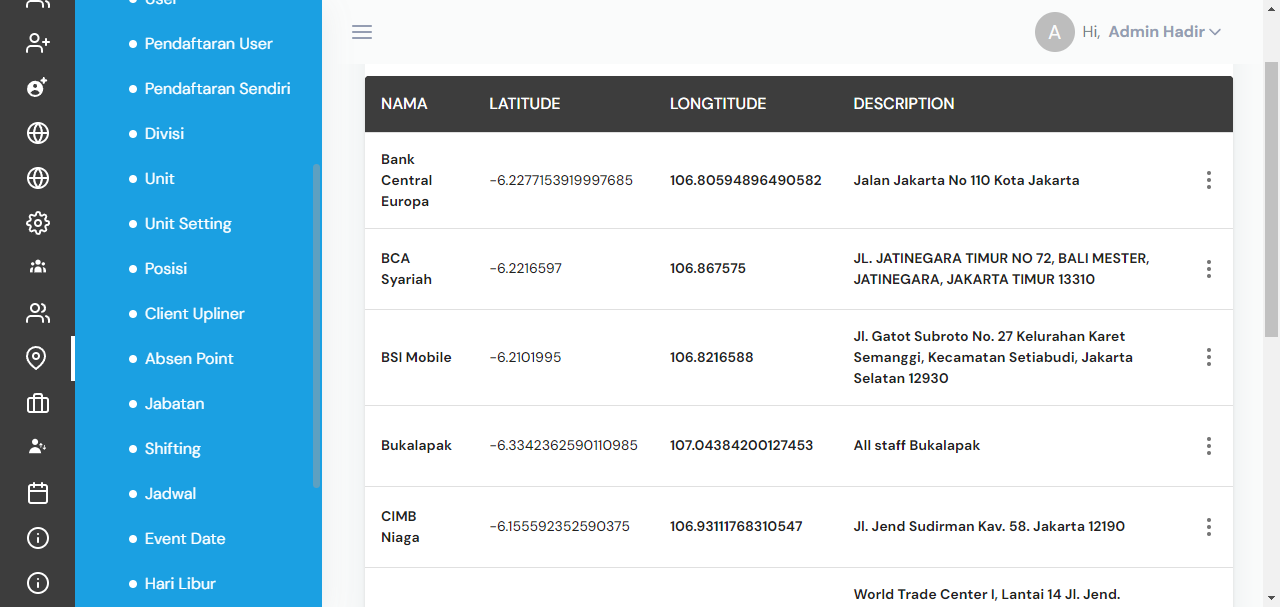 User
Pendaftaran User
Pendaftaran Sendiri
Divisi
Unit
Unit Setting
Posisi
Client Upliner
Absen Point
Jabatan
Shifting
Jadwal
Event Date
Hari Libur
A Hi, Admin Hadir
NAMA LATITUDE LONGTITUDE DESCRIPTION
Bank
Central
Europa
-6.2277153919997685 106.80594896490582 Jalan Jakarta No 110 Kota Jakarta
BCA
Syariah
-6.2216597 106.867575
JL. JATINEGARA TIMUR NO 72, BALI MESTER,
JATINEGARA, JAKARTA TIMUR 13310
BSI Mobile -6.2101995 106.8216588
Jl. Gatot Subroto No. 27 Kelurahan Karet
Semanggi, Kecamatan Setiabudi, Jakarta
Selatan 12930
Bukalapak -6.3342362590110985 107.04384200127453 All staff Bukalapak
CIMB
Niaga
-6.155592352590375 106.93111768310547 Jl. Jend Sudirman Kav. 58. Jakarta 12190
World Trade Center I, Lantai 14 Jl. Jend.